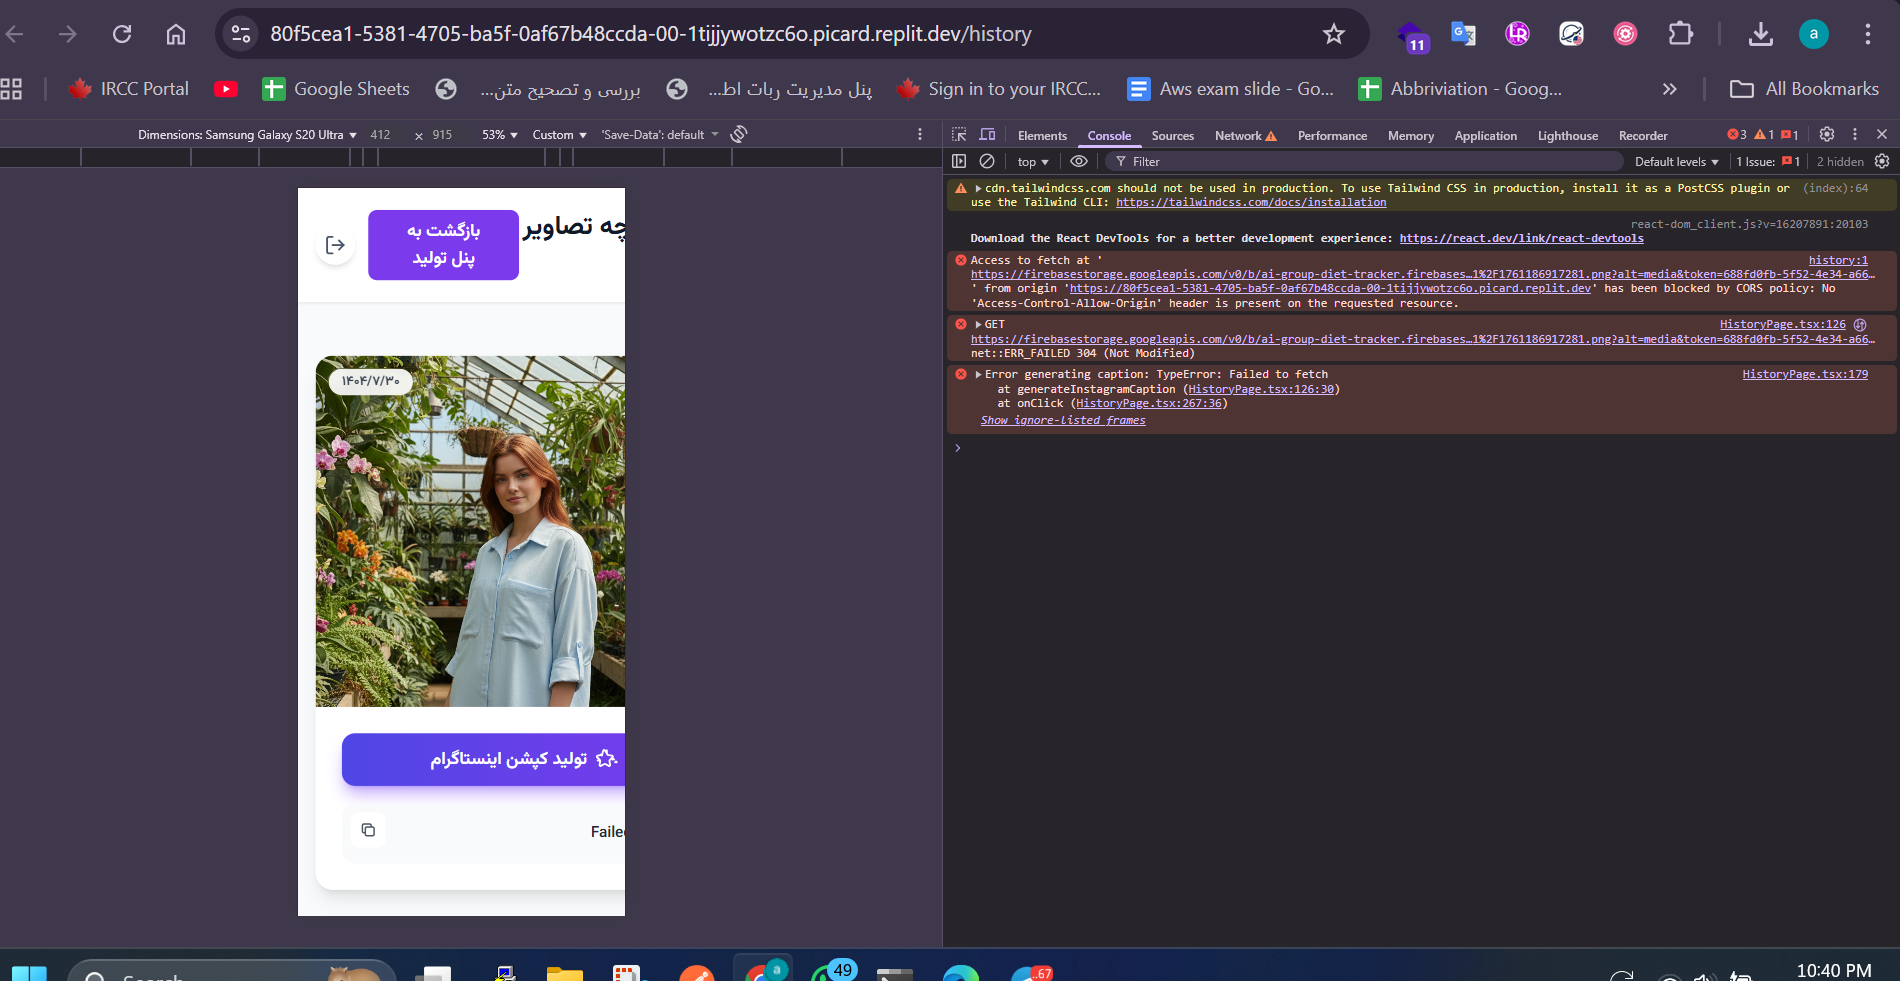 80f5cea1-5381-4705-ba5f-0af67b48ccda-00-1tijjywotzc6o.picard.replit.dev/history
11
a
IRCC Portal
Google Sheets
بررسی و تصحیح متن...
پنل مدیریت ربات اط...
Sign in to your IRCC...
Aws exam slide - Go...
Abbriviation - Goog...
»
All Bookmarks
Dimensions: Samsung Galaxy S20 Ultra
412 × 915
53%
Custom
'Save-Data': default
Elements
Console
Sources
Network
Performance
Memory
Application
Lighthouse
Recorder
3
1
1
top
Filter
Default levels
1 Issue: 1
2 hidden
cdn.tailwindcss.com should not be used in production. To use Tailwind CSS in production, install it as a PostCSS plugin or (index):64
use the Tailwind CLI: https://tailwindcss.com/docs/installation
react-dom_client.js?v=16207891:20103
Download the React DevTools for a better development experience: https://react.dev/link/react-devtools
Access to fetch at ' history:1
https://firebasestorage.googleapis.com/v0/b/ai-group-diet-tracker.firebases…1%2F1761186917281.png?alt=media&token=688fd0fb-5f52-4e34-a66…
' from origin 'https://80f5cea1-5381-4705-ba5f-0af67b48ccda-00-1tijjywotzc6o.picard.replit.dev' has been blocked by CORS policy: No
'Access-Control-Allow-Origin' header is present on the requested resource.
GET HistoryPage.tsx:126
https://firebasestorage.googleapis.com/v0/b/ai-group-diet-tracker.firebases…1%2F1761186917281.png?alt=media&token=688fd0fb-5f52-4e34-a66…
net::ERR_FAILED 304 (Not Modified)
Error generating caption: TypeError: Failed to fetch HistoryPage.tsx:179
at generateInstagramCaption (HistoryPage.tsx:126:30)
at onClick (HistoryPage.tsx:267:36)
Show ignore-listed frames
چه تصاویر
بازگشت به
پنل تولید
۱۴۰۴/۷/۳۰
تولید کپشن اینستاگرام
Faile
Search
a
49
..67
10:40 PM